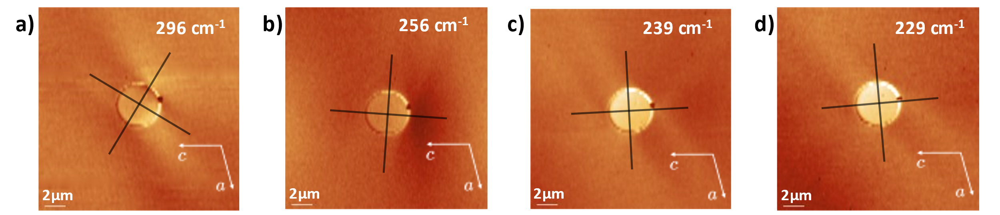 a)
296 cm-1
c
a
2μm
b)
256 cm-1
c
a
2μm
c)
239 cm-1
c
a
2μm
d)
229 cm-1
c
a
2μm